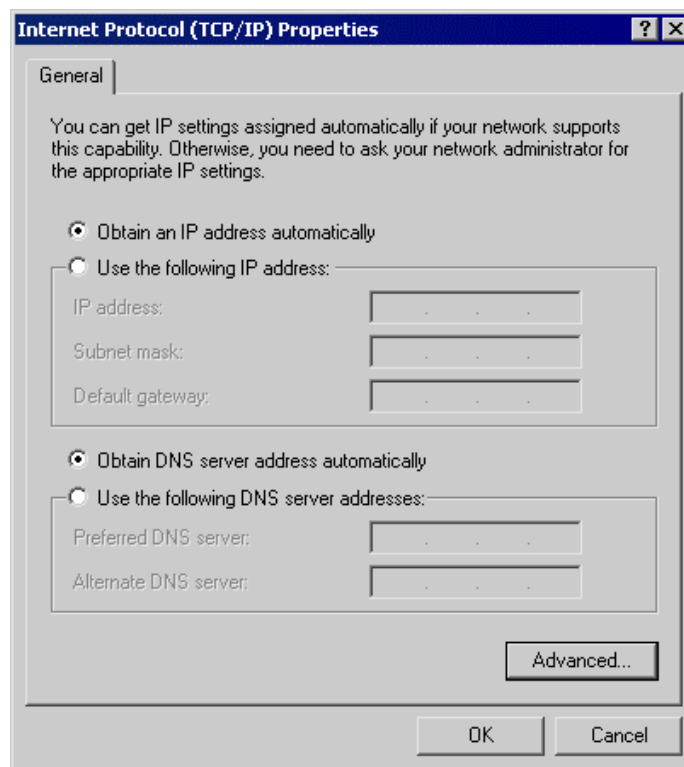 Internet Protocol (TCP/IP) Properties
General
You can get IP settings assigned automatically if your network supports
this capability. Otherwise, you need to ask your network administrator for
the appropriate IP settings.
Obtain an IP address automatically
Use the following IP address:
IP address:
Subnet mask:
Default gateway:
Obtain DNS server address automatically
Use the following DNS server addresses:
Preferred DNS server:
Alternate DNS server:
Advanced...
OK Cancel